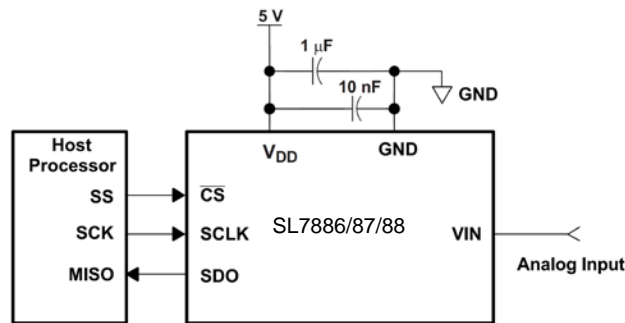 5 V
1 μF
10 nF
GND
Host
Processor
VDD
GND
SS
CS
SCK
SCLK
SL7886/87/88
VIN
MISO
SDO
Analog Input